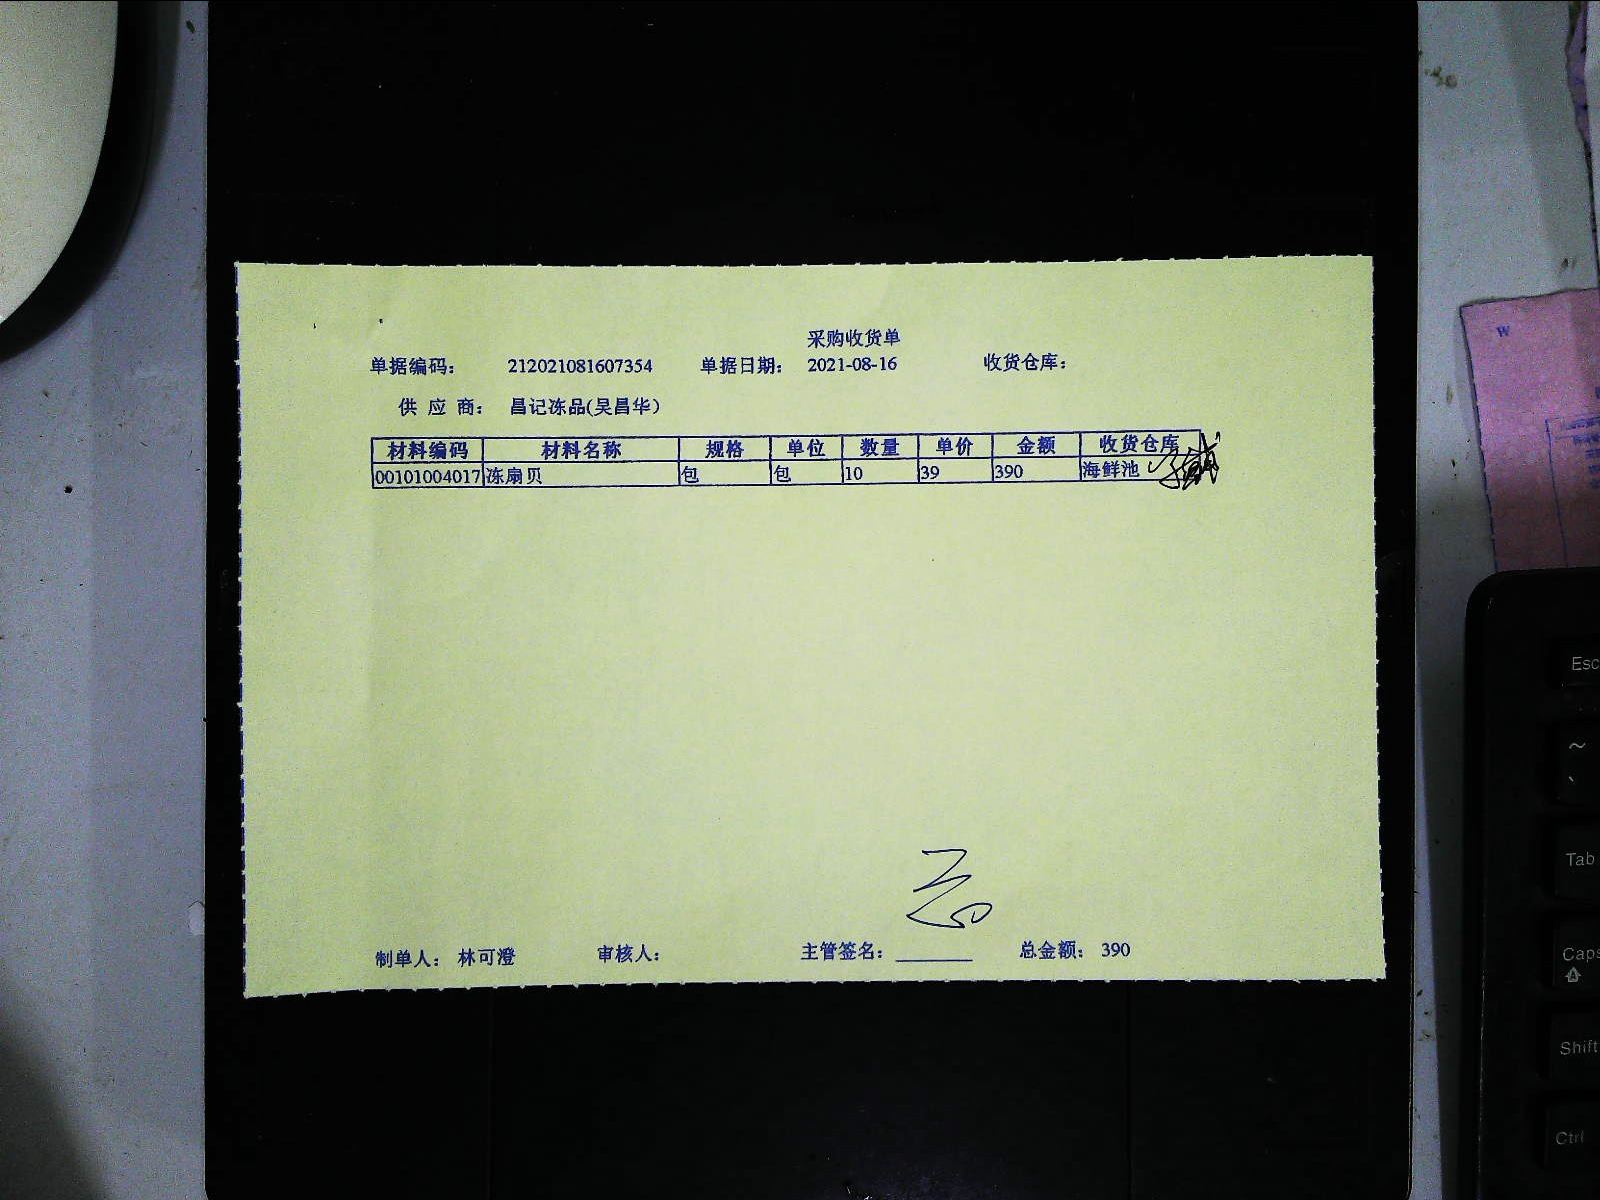 采购收货单
单据编码: 212021081607354 单据日期: 2021-08-16 收货仓库:
供 应 商: 昌记冻品(吴昌华)
材料编码 材料名称 规格 单位 数量 单价 金额 收货仓库
00101004017 冻扇贝 包 包 10 39 390 海鲜池
制单人: 林可澄 审核人: 主管签名: 总金额: 390
W
Esc
~
`
Tab
Caps
Shift
Ctrl